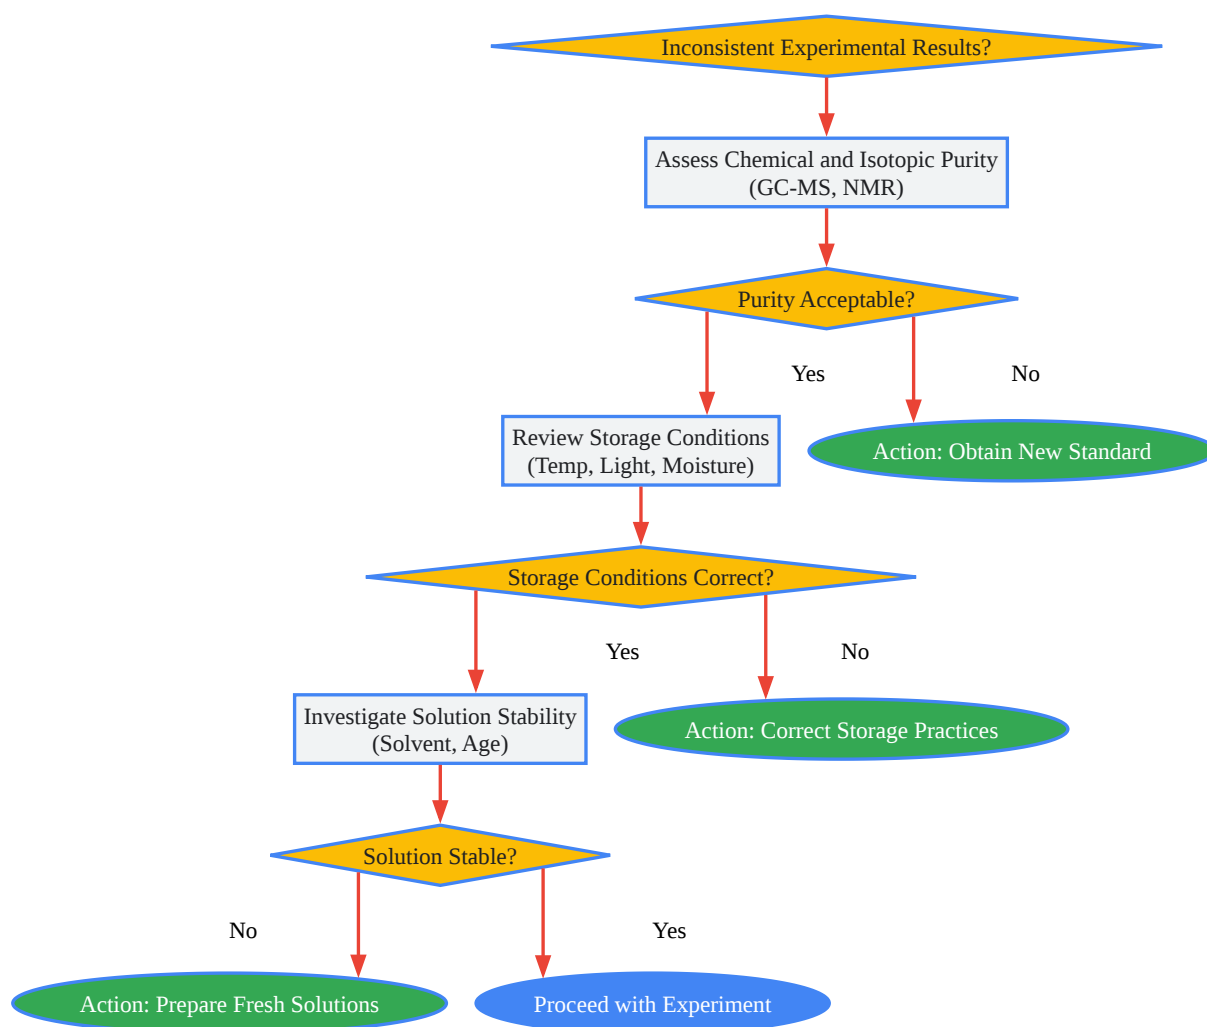 Inconsistent Experimental Results?
Assess Chemical and Isotopic Purity
(GC-MS, NMR)
Purity Acceptable?
Yes
No
Review Storage Conditions
(Temp, Light, Moisture)
Action: Obtain New Standard
Storage Conditions Correct?
Yes
No
Investigate Solution Stability
(Solvent, Age)
Action: Correct Storage Practices
Solution Stable?
No
Yes
Action: Prepare Fresh Solutions
Proceed with Experiment